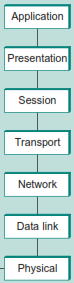 Application
Presentation
Session
Transport
Network
Data link
Physical